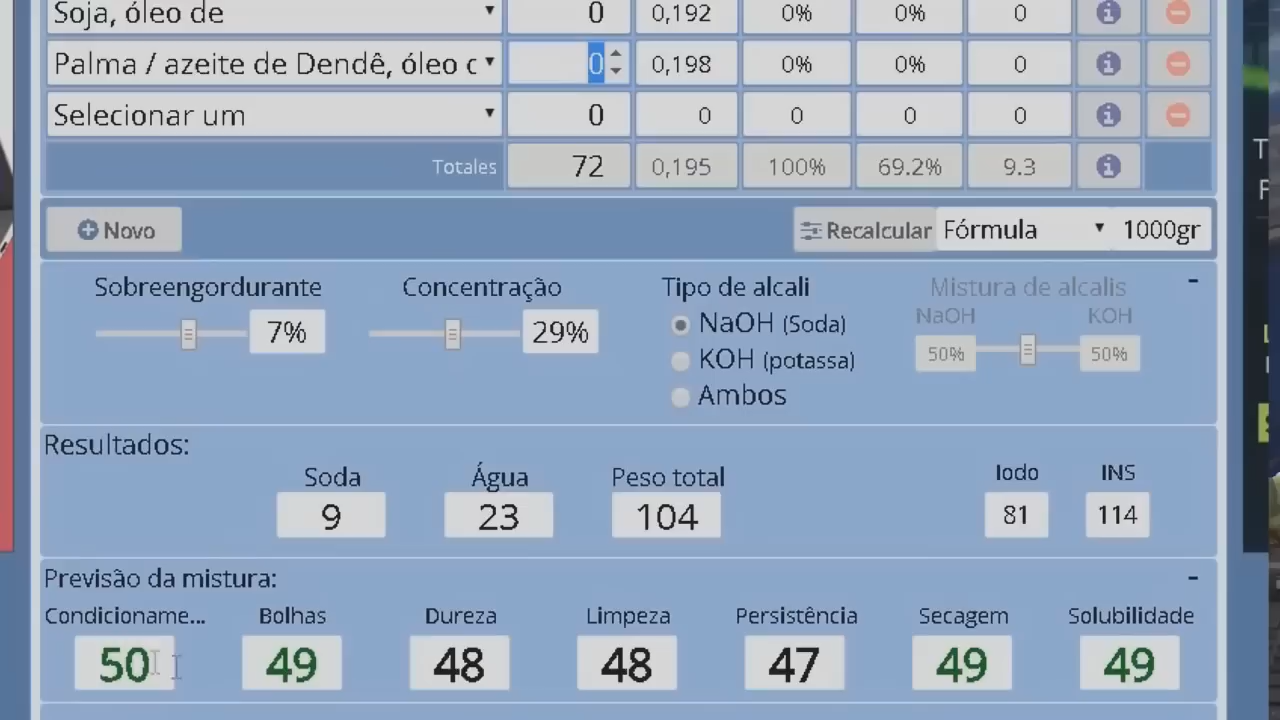 Soja, óleo de 0 0,192 0% 0% 0
Palma / azeite de Dendê, óleo c 0 0,198 0% 0% 0
Selecionar um 0 0 0 0 0
Totales 72 0,195 100% 69.2% 9.3
Novo Recalcular Fórmula 1000gr
Sobreengordurante Concentração Tipo de alcali Mistura de alcalis
7% 29% NaOH (Soda) NaOH KOH
KOH (potassa) 50% 50%
Ambos
Resultados:
Soda Água Peso total Iodo INS
9 23 104 81 114
Previsão da mistura:
Condicioname... Bolhas Dureza Limpeza Persistência Secagem Solubilidade
50 49 48 48 47 49 49